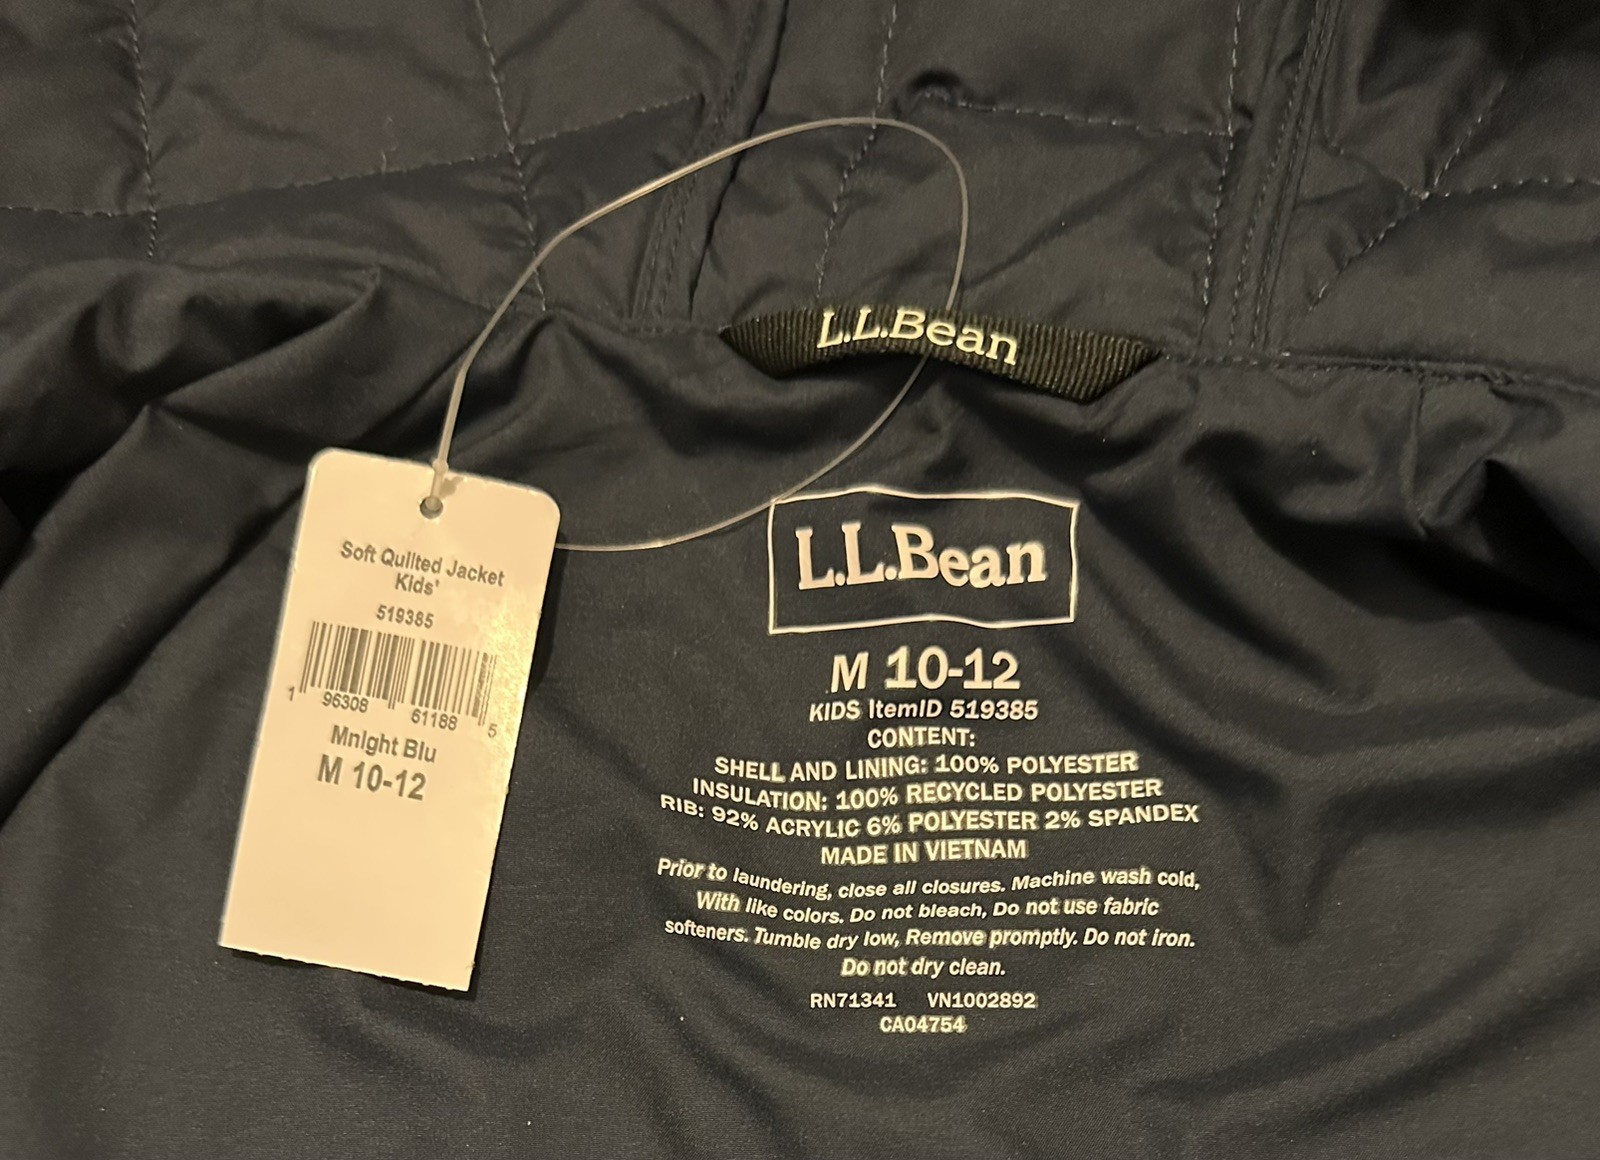 L.L.Bean
Soft Quilted Jacket
Kids'
519385
1 96308 61188 5
Mnight Blu
M 10-12
L.L.Bean
M 10-12
KIDS ItemID 519385
CONTENT:
SHELL AND LINING: 100% POLYESTER
INSULATION: 100% RECYCLED POLYESTER
RIB: 92% ACRYLIC 6% POLYESTER 2% SPANDEX
MADE IN VIETNAM
Prior to laundering, close all closures. Machine wash cold,
With like colors. Do not bleach, Do not use fabric
softeners. Tumble dry low, Remove promptly. Do not iron.
Do not dry clean.
RN71341 VN1002892
CA04754